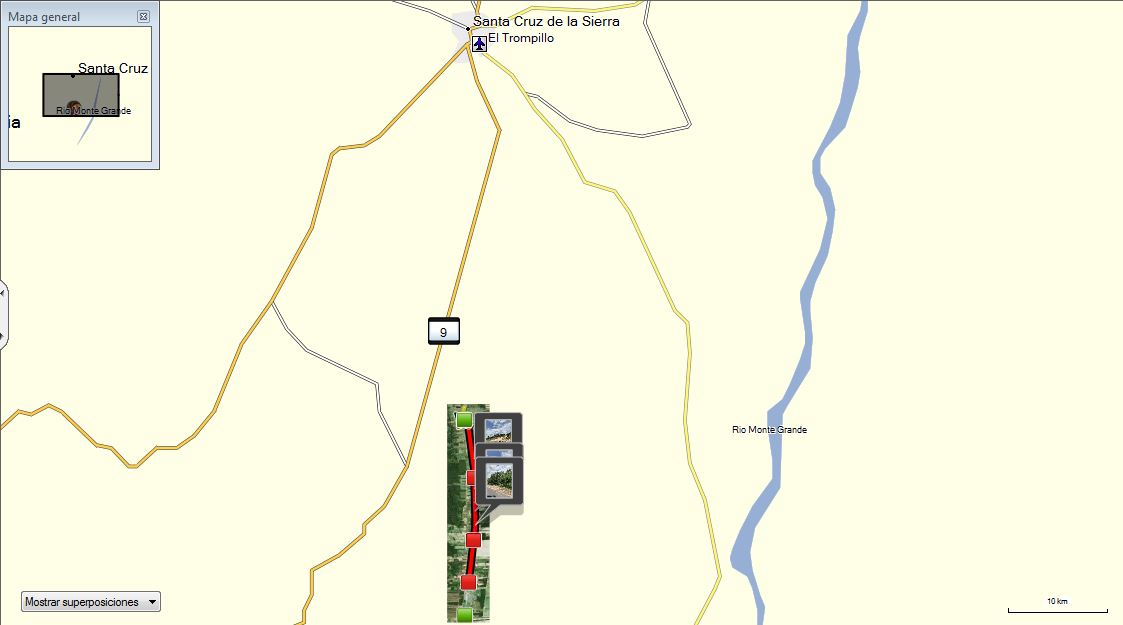 Mapa general
Santa Cruz
Rio Monte Grande
ia
Santa Cruz de la Sierra
El Trompillo
9
Rio Monte Grande
Mostrar superposiciones
10 km